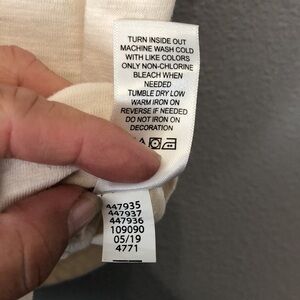 TURN INSIDE OUT
MACHINE WASH COLD
WITH LIKE COLORS
ONLY NON-CHLORINE
BLEACH WHEN
NEEDED
TUMBLE DRY LOW
WARM IRON ON
REVERSE IF NEEDED
DO NOT IRON ON
DECORATION
447935
447937
447936
109090
05/19
4771